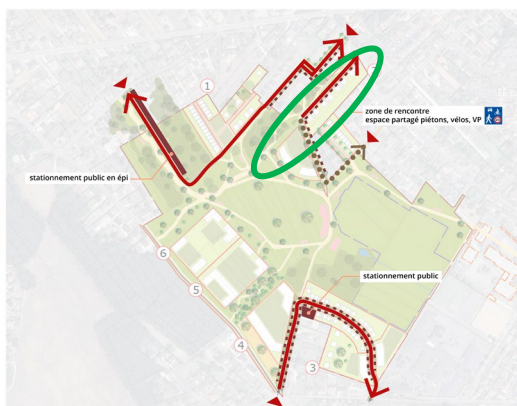 1
zone de rencontre
espace partagé piétons, vélos, VP
stationnement public en épi
6
5
stationnement public
4
3